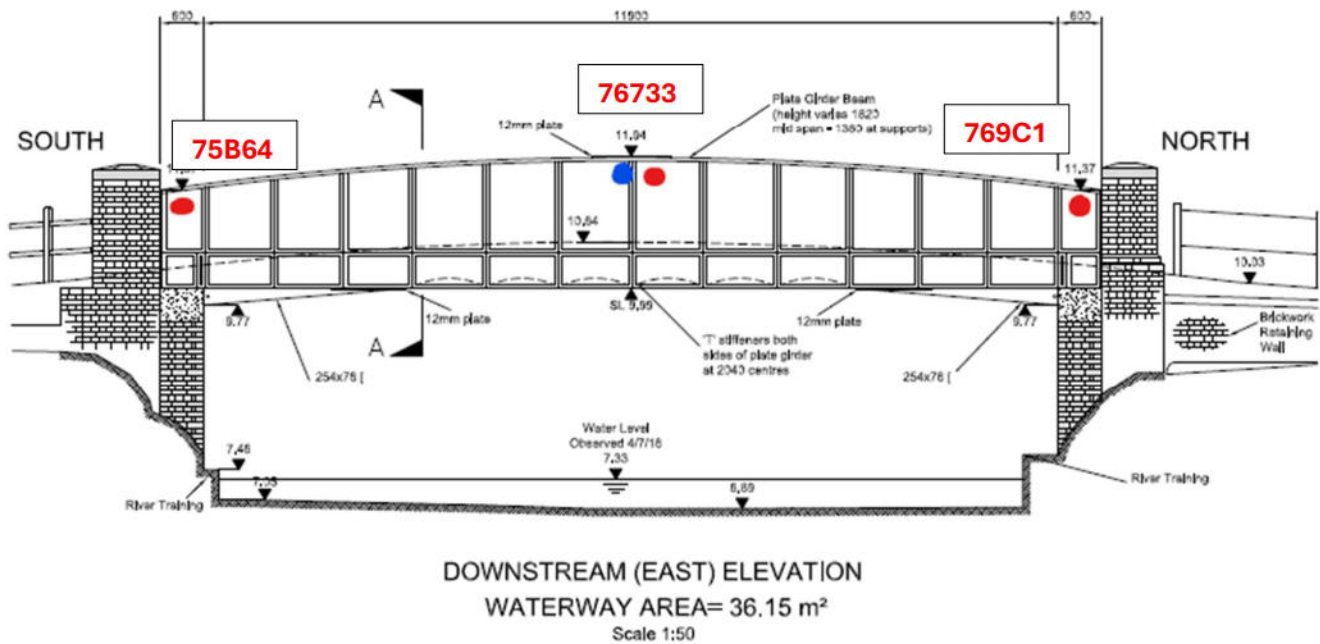 600
11900
600
A
76733
Plate Girder Beam
(height varies 1820
mid span = 1360 at supports)
12mm plate
11,94
SOUTH
75B64
769C1
NORTH
11,37
10,84
10,03
9,77
12mm plate
SL 9,99
12mm plate
9,77
Brickwork
Retaining
Wall
A
'T' stiffeners both
sides of plate girder
at 2040 centres
254x76 [
254x76 [
Water Level
Observed 4/7/16
7,33
7,46
River Training
River Training
DOWNSTREAM (EAST) ELEVATION
WATERWAY AREA= 36.15 m²
Scale 1:50